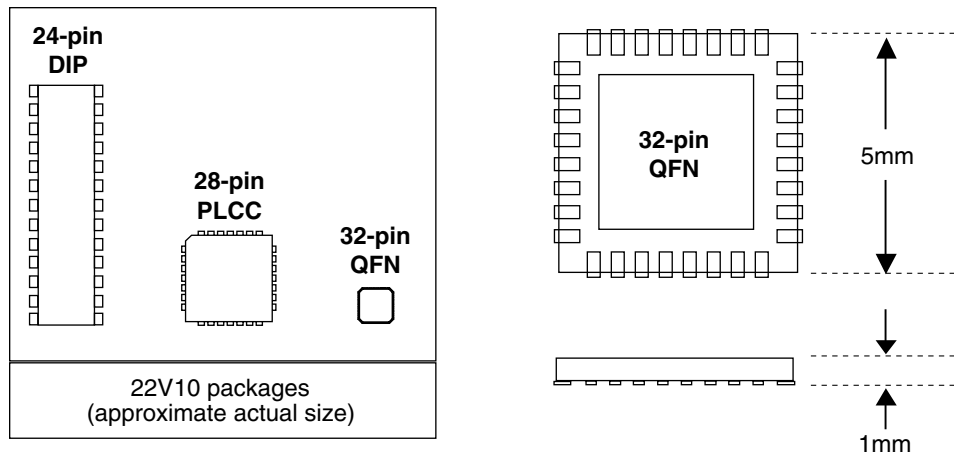 24-pin
DIP
28-pin
PLCC
32-pin
QFN
22V10 packages
(approximate actual size)
32-pin
QFN
5mm
1mm